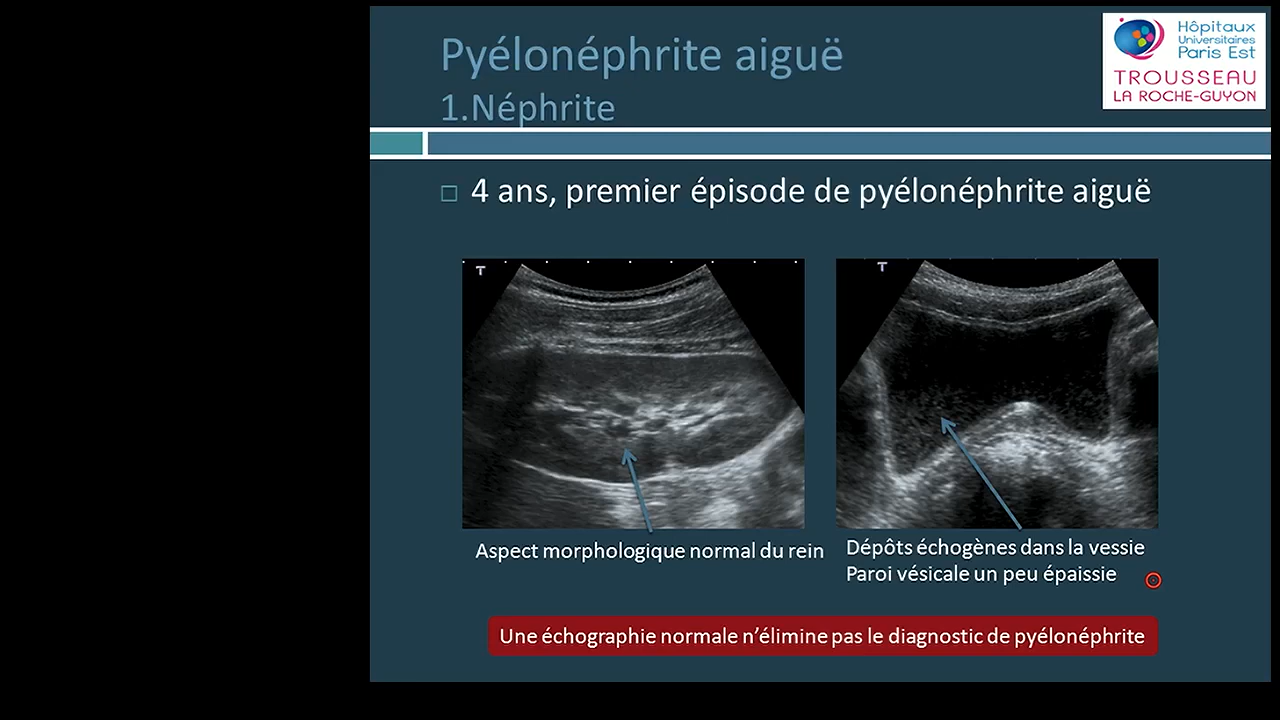 Pyélonéphrite aiguë
1.Néphrite
Hôpitaux
Universitaires
Paris Est
TROUSSEAU
LA ROCHE-GUYON
4 ans, premier épisode de pyélonéphrite aiguë
T
T
Aspect morphologique normal du rein
Dépôts échogènes dans la vessie
Paroi vésicale un peu épaissie
Une échographie normale n’élimine pas le diagnostic de pyélonéphrite